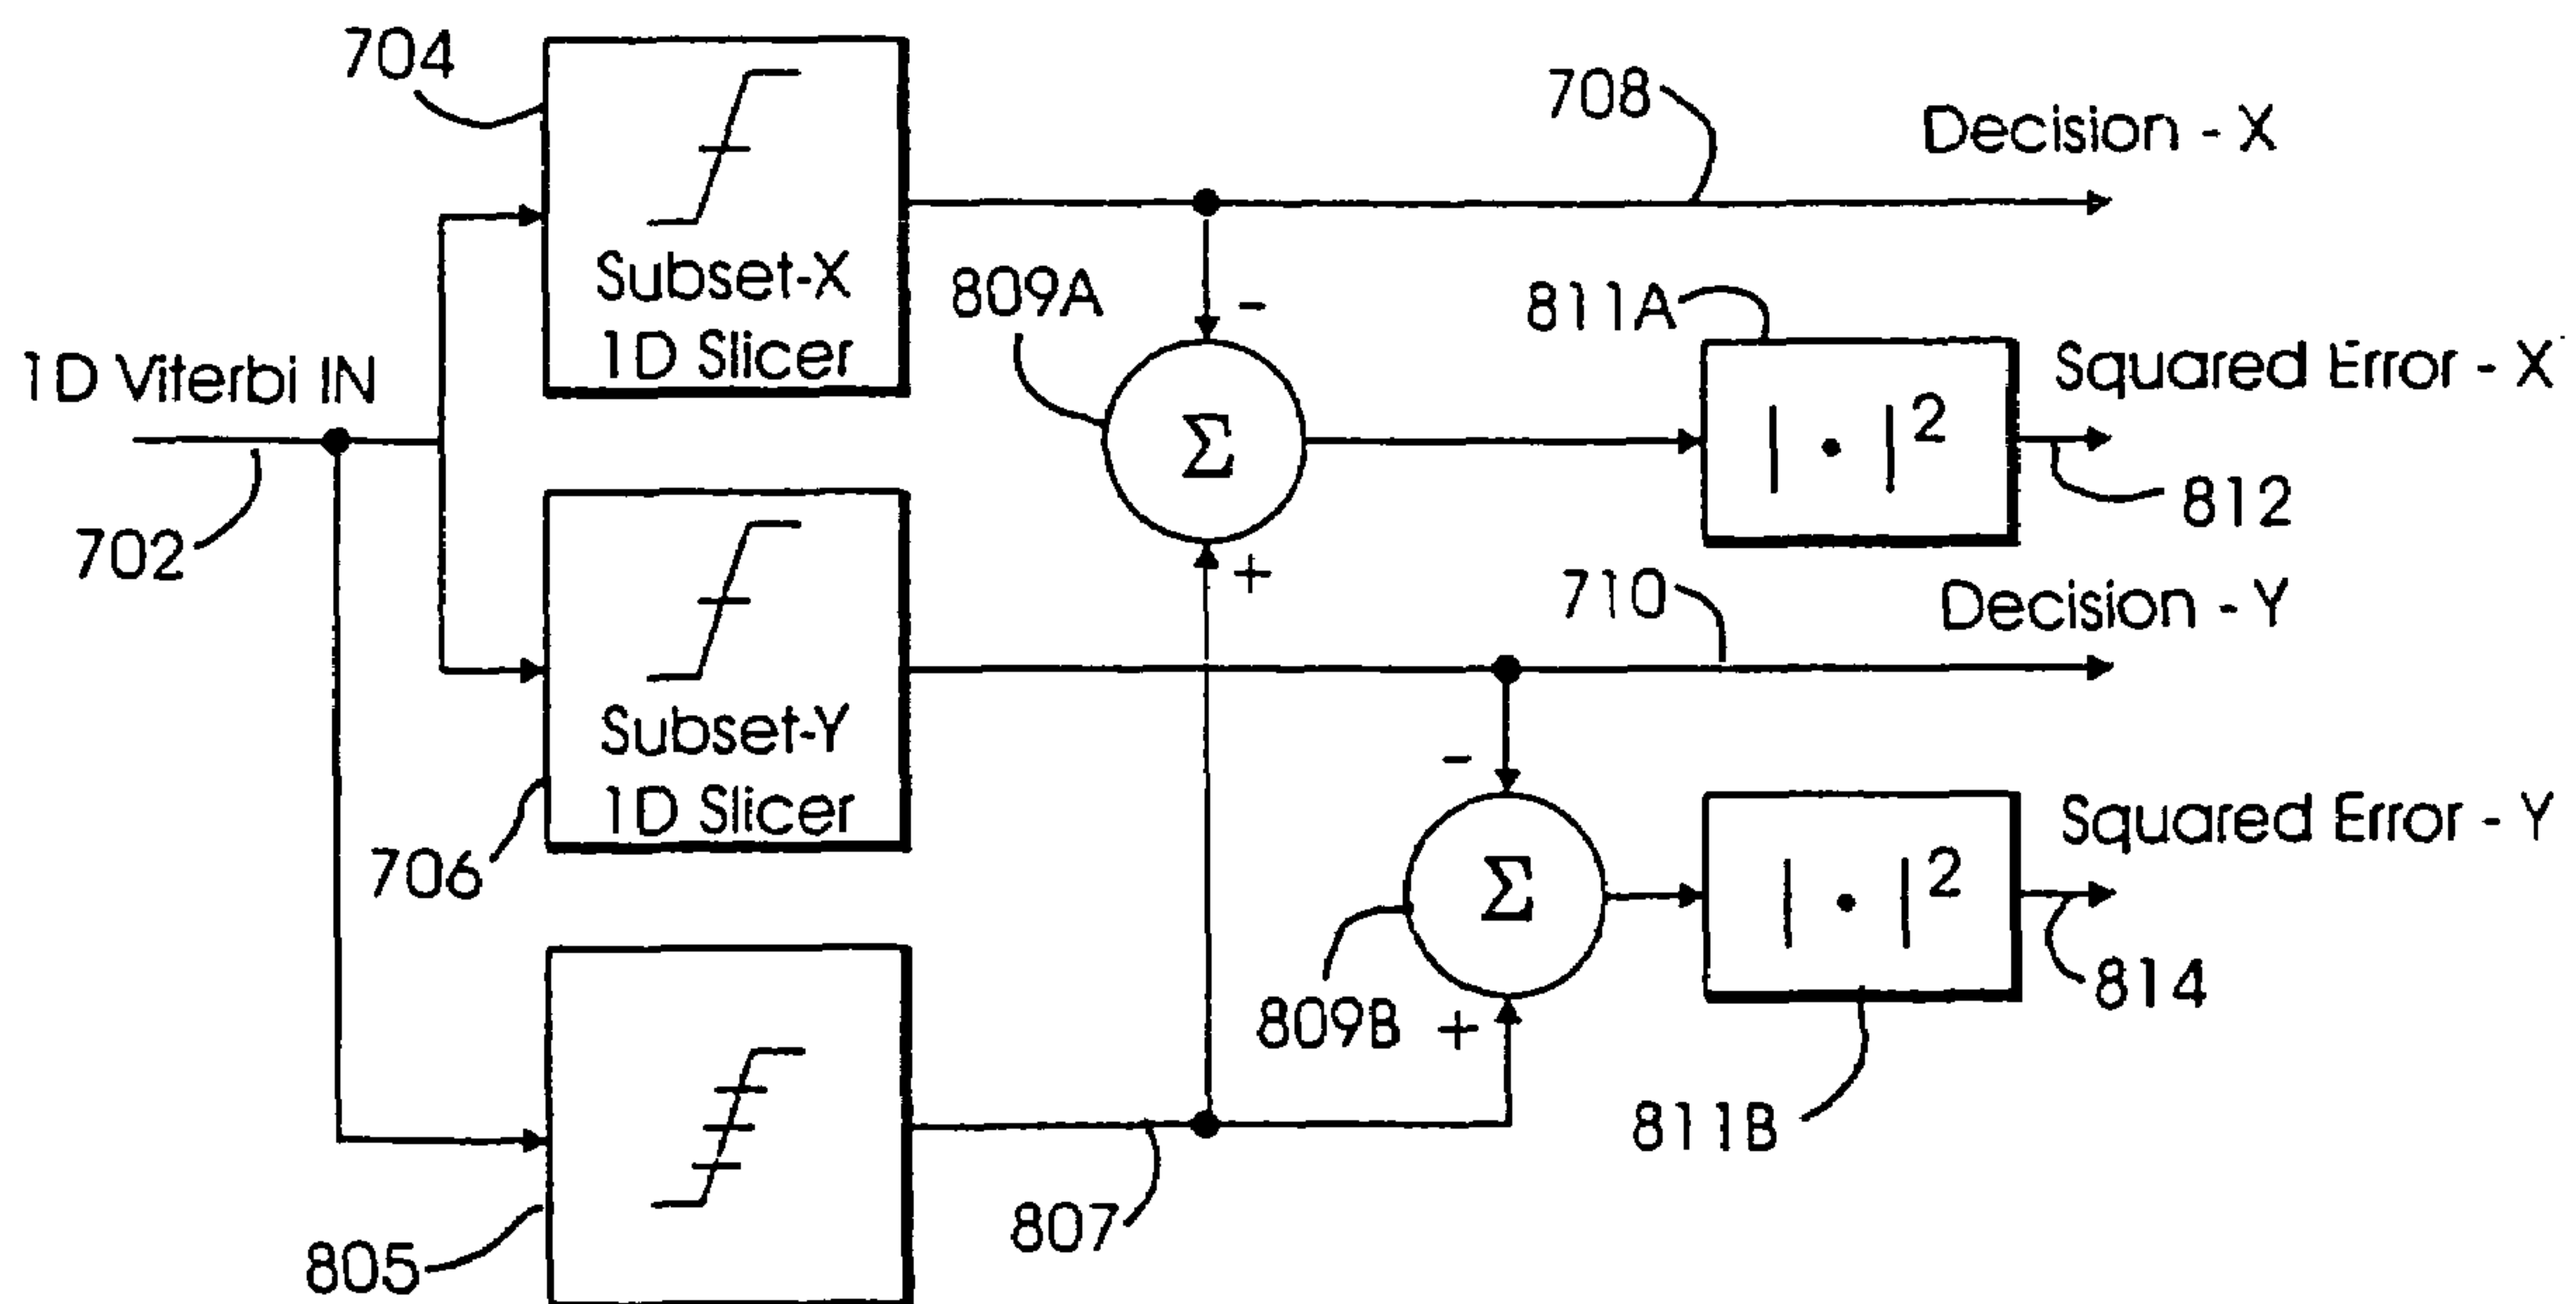 704
708
Decision - X
Subset-X
1D Slicer
809A
-
811A
1D Viterbi IN
Σ
| • |2
Squared Error - X
702
812
+
710
Decision - Y
Subset-Y
1D Slicer
-
706
Σ
| • |2
Squared Error - Y
809B
+
814
811B
807
805